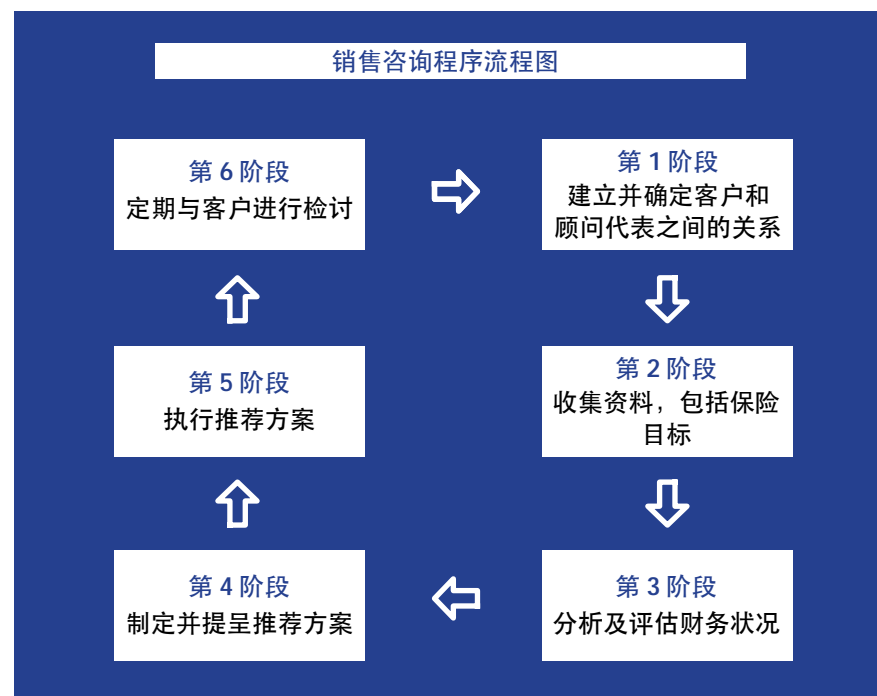 销售咨询程序流程图
第 6 阶段
定期与客户进行检讨
第 1 阶段
建立并确定客户和
顾问代表之间的关系
第 5 阶段
执行推荐方案
第 2 阶段
收集资料，包括保险
目标
第 4 阶段
制定并提呈推荐方案
第 3 阶段
分析及评估财务状况